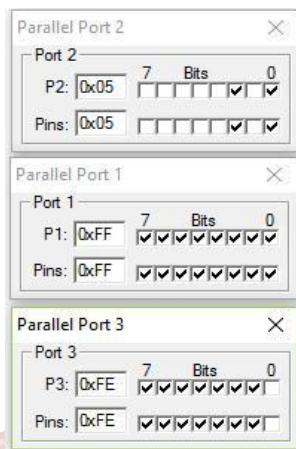 Parallel Port 2
Port 2
7 Bits 0
P2: 0x05
Pins: 0x05
Parallel Port 1
Port 1
7 Bits 0
P1: 0xFF
Pins: 0xFF
Parallel Port 3
Port 3
7 Bits 0
P3: 0xFE
Pins: 0xFE